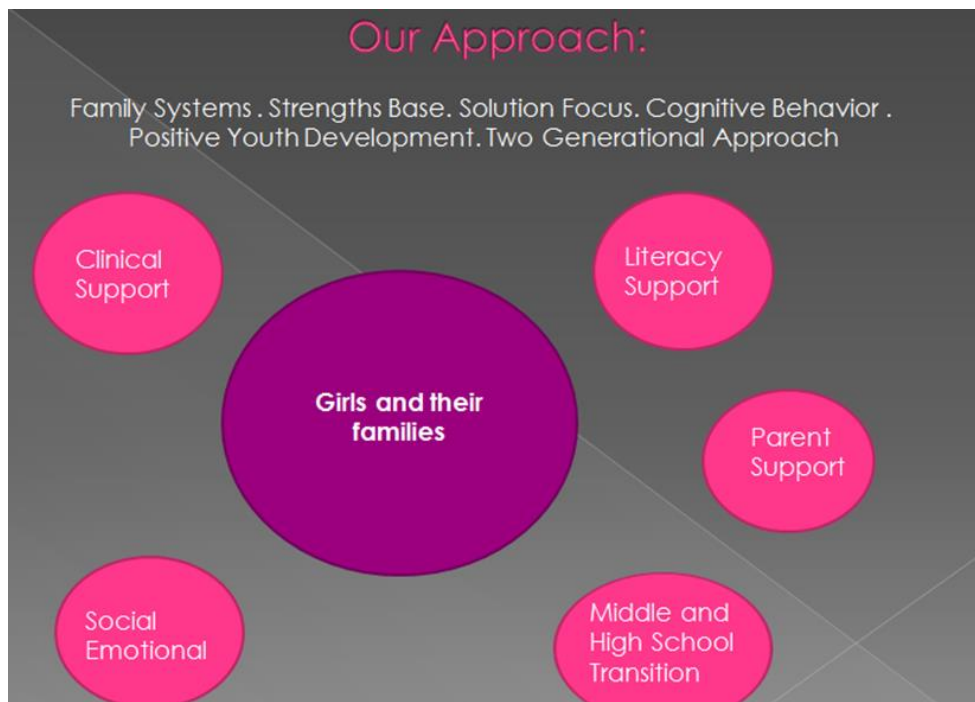 Our Approach:
Family Systems . Strengths Base. Solution Focus. Cognitive Behavior .
Positive Youth Development. Two Generational Approach
Clinical
Support
Literacy
Support
Girls and their
families
Parent
Support
Social
Emotional
Middle and
High School
Transition